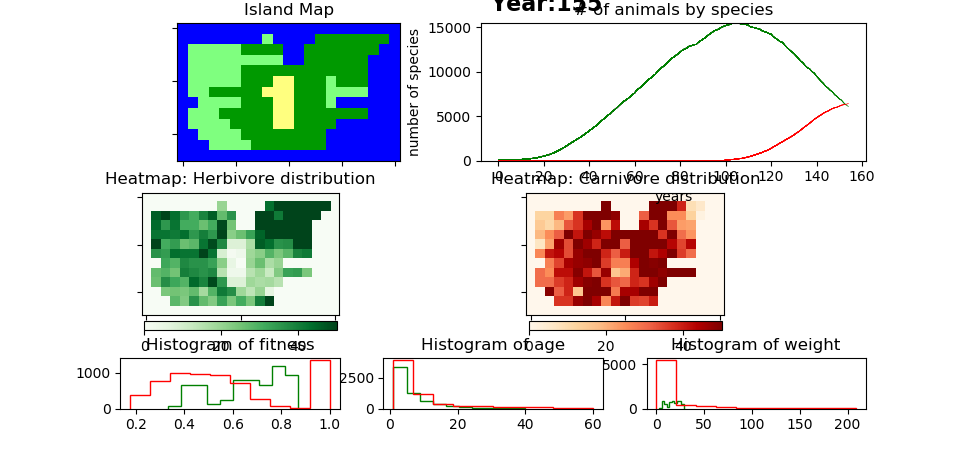 Year:155
Island Map
# of animals by species
number of species
15000
10000
5000
0
0 20 40 60 80 100 120 140 160
years
Heatmap: Herbivore distribution
Heatmap: Carnivore distribution
0 20 40
0 20 40
Histogram of fitness
Histogram of age
Histogram of weight
1000
0
0.2 0.4 0.6 0.8 1.0
2500
0
0 20 40 60
5000
0
0 50 100 150 200